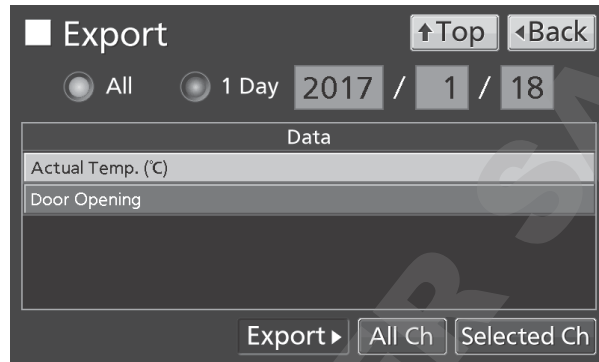 Export ↑Top ◂Back
All 1 Day 2017 / 1 / 18
Data
Actual Temp. (℃)
Door Opening
Export▸ All Ch Selected Ch